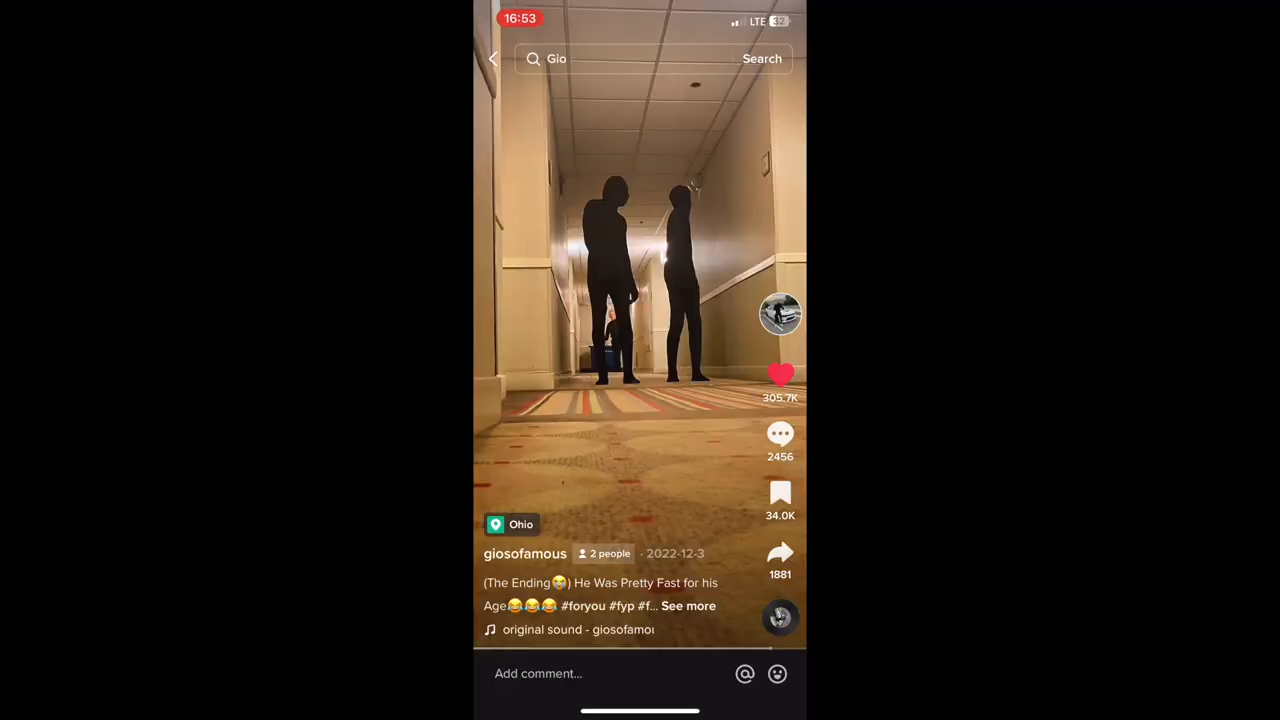 16:53
LTE 32
Gio
Search
305.7K
2456
34.0K
1881
Ohio
giosofamous 2 people · 2022-12-3
(The Ending😭) He Was Pretty Fast for his
Age😂😂😂 #foryou #fyp #f... See more
original sound - giosofamou
Add comment...